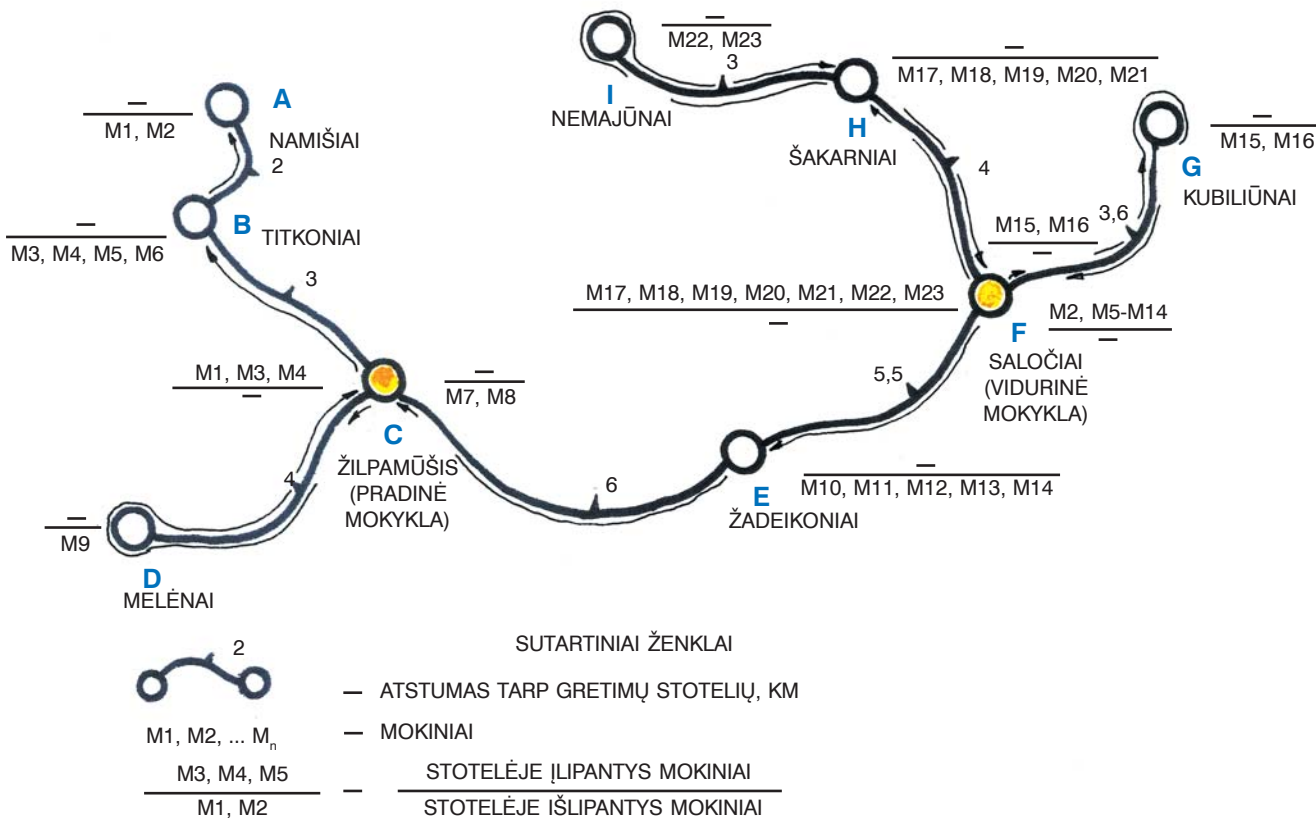 —
M22, M23
3
I
NEMAJŪNAI
—
M17, M18, M19, M20, M21
H
ŠAKARNIAI
4
—
M15, M16
G
KUBILIŪNAI
3,6
M15, M16
—
A
NAMIŠIAI
—
M1, M2
2
B
TITKONIAI
—
M3, M4, M5, M6
3
M17, M18, M19, M20, M21, M22, M23
—
M2, M5-M14
—
F
SALOČIAI
(VIDURINĖ
MOKYKLA)
5,5
M1, M3, M4
—
—
M7, M8
C
ŽILPAMŪŠIS
(PRADINĖ
MOKYKLA)
4
6
E
ŽADEIKONIAI
—
M10, M11, M12, M13, M14
—
M9
D
MELĖNAI
SUTARTINIAI ŽENKLAI
2
— ATSTUMAS TARP GRETIMŲ STOTELIŲ, KM
M1, M2, ... Mn — MOKINIAI
M3, M4, M5
M1, M2
—
STOTELĖJE ĮLIPANTYS MOKINIAI
STOTELĖJE IŠLIPANTYS MOKINIAI